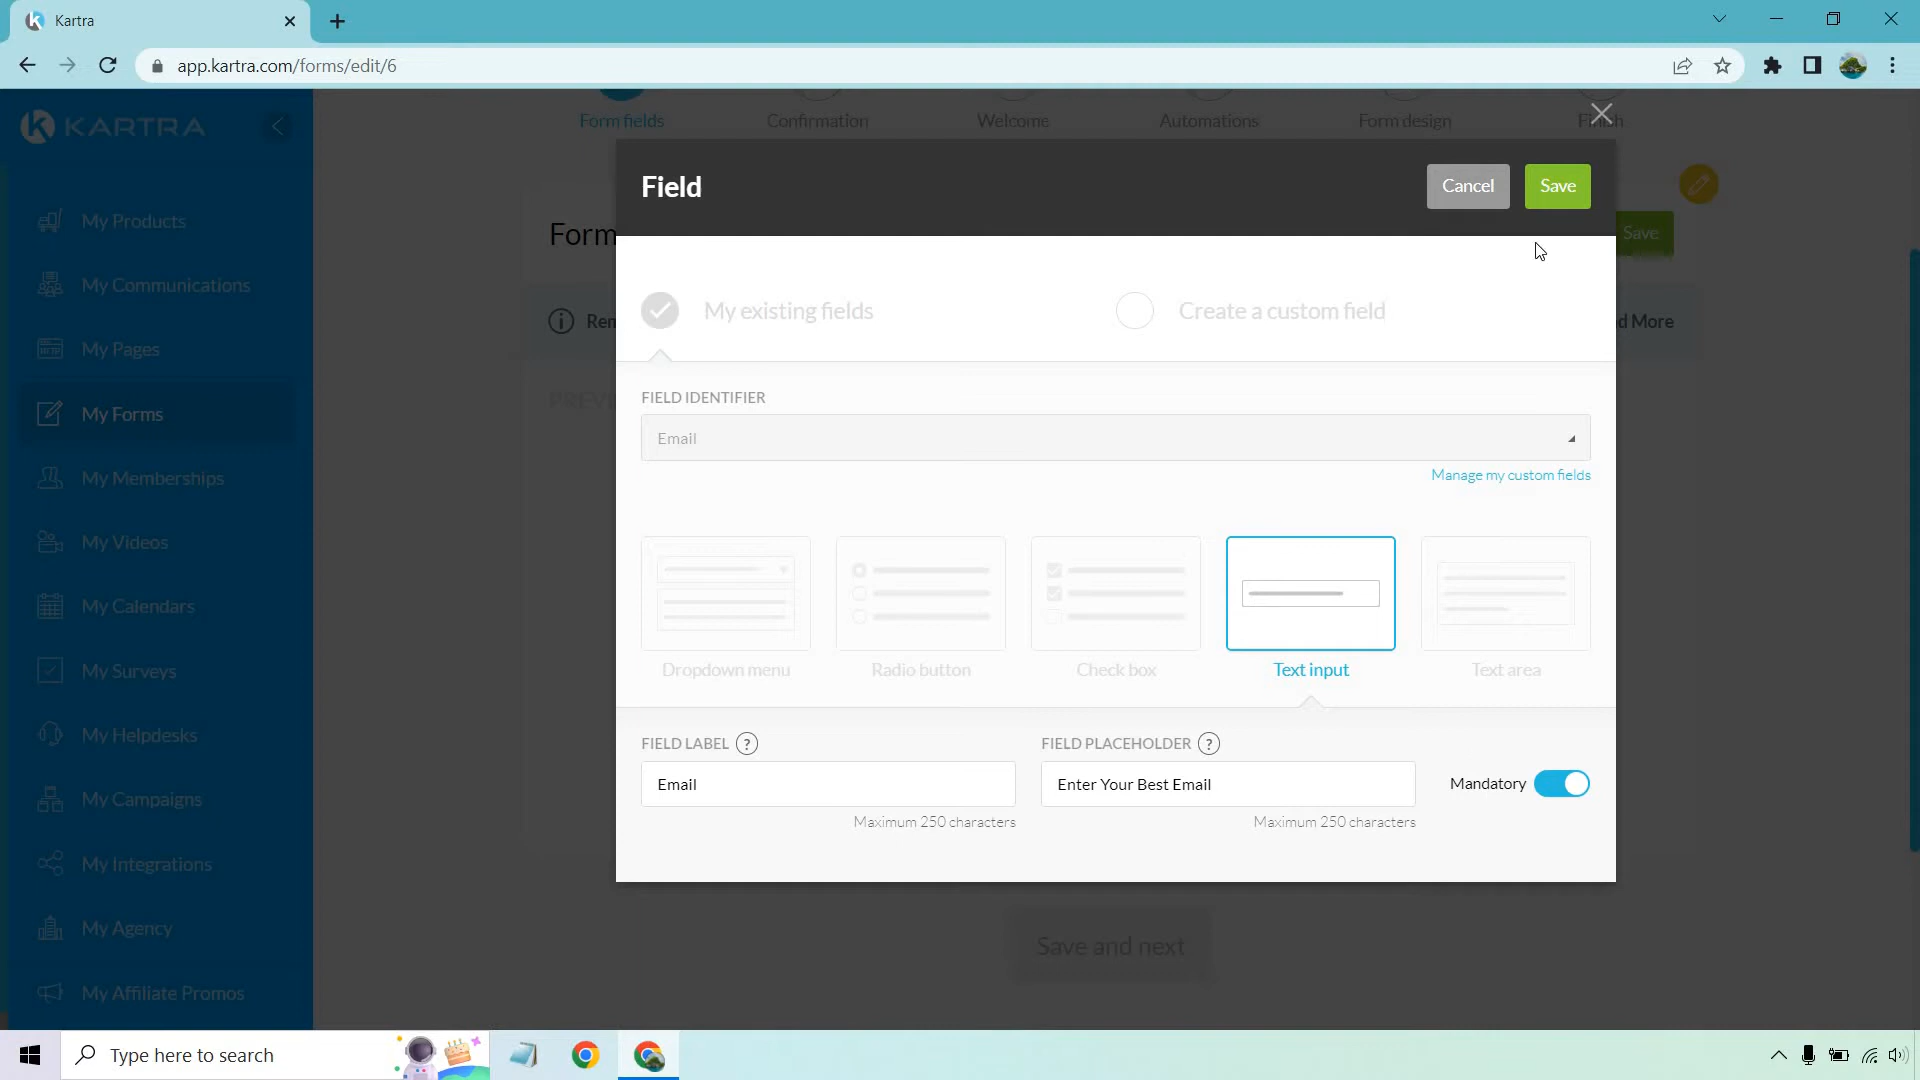 Kartra
app.kartra.com/forms/edit/6
KARTRA
My Products
My Communications
My Pages
My Forms
My Memberships
My Videos
My Calendars
My Surveys
My Helpdesks
My Campaigns
My Integrations
My Agency
My Affiliate Promos
Form fields
Confirmation
Welcome
Automations
Form design
Finish
Form
Save
Field
Cancel
Save
My existing fields
Create a custom field
FIELD IDENTIFIER
Email
Manage my custom fields
Dropdown menu
Radio button
Check box
Text input
Text area
FIELD LABEL ?
FIELD PLACEHOLDER ?
Email
Enter Your Best Email
Mandatory
Maximum 250 characters
Maximum 250 characters
Save and next
Type here to search